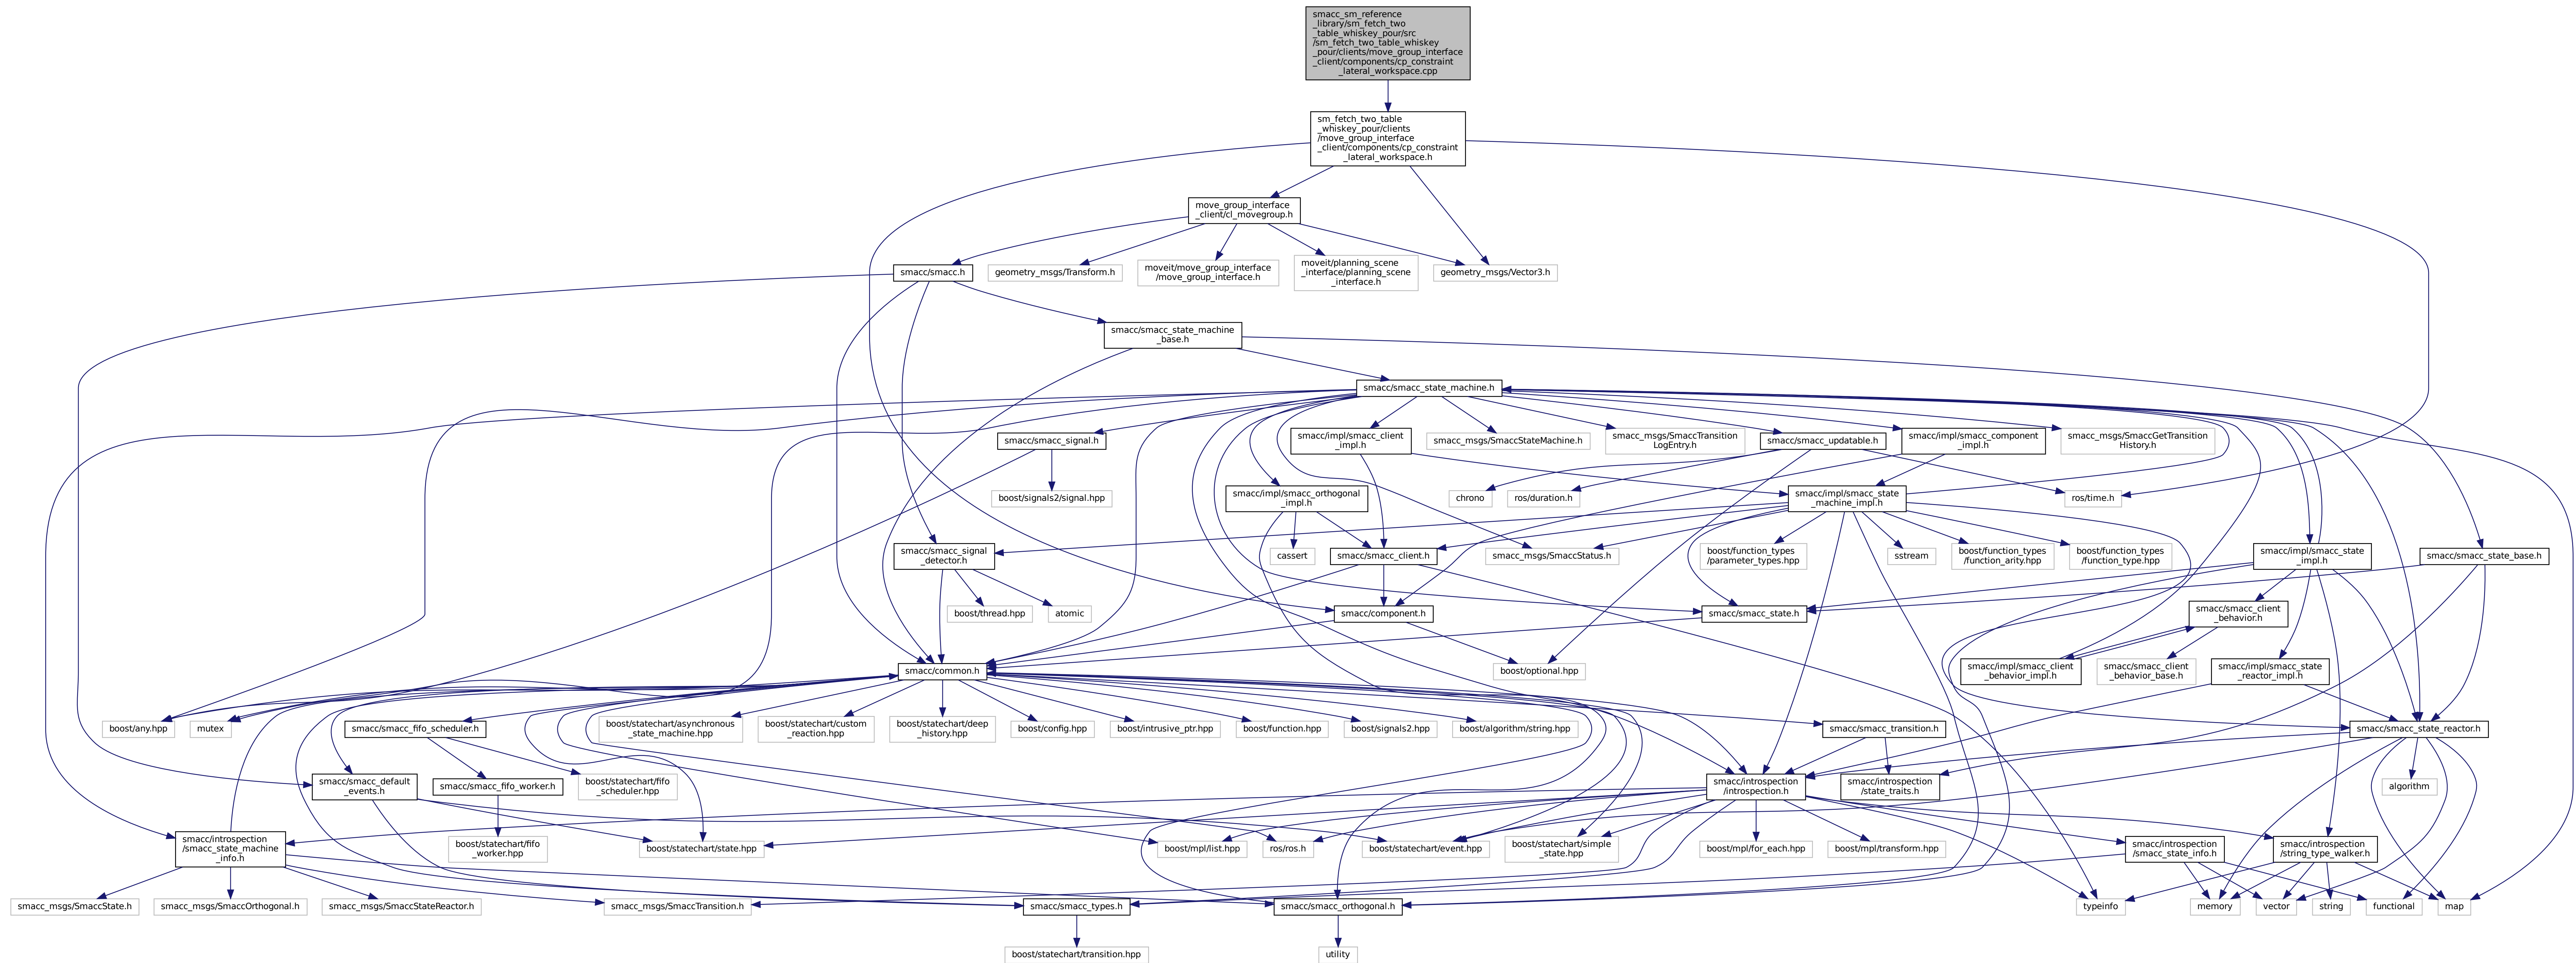 smacc_sm_reference
_library/sm_fetch_two
_table_whiskey_pour/src
/sm_fetch_two_table_whiskey
_pour/clients/move_group_interface
_client/components/cp_constraint
_lateral_workspace.cpp
sm_fetch_two_table
_whiskey_pour/clients
/move_group_interface
_client/components/cp_constraint
_lateral_workspace.h
move_group_interface
_client/cl_movegroup.h
smacc/smacc.h
geometry_msgs/Transform.h
moveit/move_group_interface
/move_group_interface.h
moveit/planning_scene
_interface/planning_scene
_interface.h
geometry_msgs/Vector3.h
smacc/smacc_state_machine
_base.h
smacc/smacc_state_machine.h
smacc/smacc_signal.h
smacc/impl/smacc_client
_impl.h
smacc_msgs/SmaccStateMachine.h
smacc_msgs/SmaccTransition
LogEntry.h
smacc/smacc_updatable.h
smacc/impl/smacc_component
_impl.h
smacc_msgs/SmaccGetTransition
History.h
boost/signals2/signal.hpp
smacc/impl/smacc_orthogonal
_impl.h
chrono
ros/duration.h
smacc/impl/smacc_state
_machine_impl.h
ros/time.h
smacc/smacc_signal
_detector.h
cassert
smacc/smacc_client.h
smacc_msgs/SmaccStatus.h
boost/function_types
/parameter_types.hpp
sstream
boost/function_types
/function_arity.hpp
boost/function_types
/function_type.hpp
smacc/impl/smacc_state
_impl.h
smacc/smacc_state_base.h
boost/thread.hpp
atomic
smacc/component.h
smacc/smacc_state.h
smacc/smacc_client
_behavior.h
smacc/common.h
boost/optional.hpp
smacc/impl/smacc_client
_behavior_impl.h
smacc/smacc_client
_behavior_base.h
smacc/impl/smacc_state
_reactor_impl.h
boost/any.hpp
mutex
smacc/smacc_fifo_scheduler.h
boost/statechart/asynchronous
_state_machine.hpp
boost/statechart/custom
_reaction.hpp
boost/statechart/deep
_history.hpp
boost/config.hpp
boost/intrusive_ptr.hpp
boost/function.hpp
boost/signals2.hpp
boost/algorithm/string.hpp
smacc/smacc_transition.h
smacc/smacc_state_reactor.h
smacc/smacc_default
_events.h
smacc/smacc_fifo_worker.h
boost/statechart/fifo
_scheduler.hpp
smacc/introspection
/introspection.h
smacc/introspection
/state_traits.h
algorithm
smacc/introspection
/smacc_state_machine
_info.h
boost/statechart/fifo
_worker.hpp
boost/statechart/state.hpp
boost/mpl/list.hpp
ros/ros.h
boost/statechart/event.hpp
boost/statechart/simple
_state.hpp
boost/mpl/for_each.hpp
boost/mpl/transform.hpp
smacc/introspection
/smacc_state_info.h
smacc/introspection
/string_type_walker.h
smacc_msgs/SmaccState.h
smacc_msgs/SmaccOrthogonal.h
smacc_msgs/SmaccStateReactor.h
smacc_msgs/SmaccTransition.h
smacc/smacc_types.h
smacc/smacc_orthogonal.h
typeinfo
memory
vector
string
functional
map
boost/statechart/transition.hpp
utility